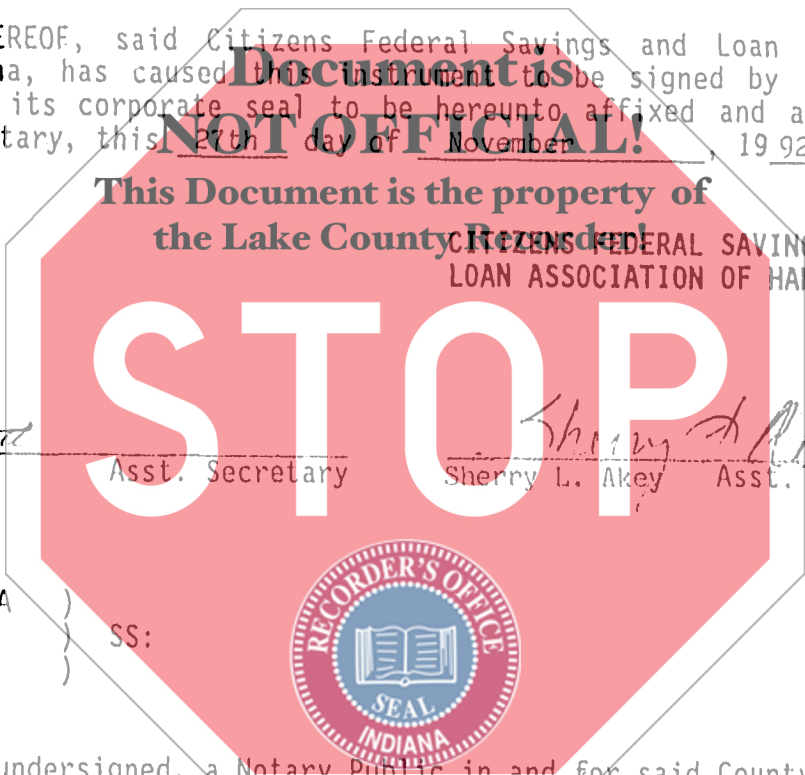 EREOF, said Citizens Federal Savings and Loan
a, has caused this instrument to be signed by
its corporate seal to be hereunto affixed and a
tary, this 27th day of November, 1992
Document is
NOT OFFICIAL!
This Document is the property of
the Lake County Recorder!
CITIZENS FEDERAL SAVING
LOAN ASSOCIATION OF HA
STOP
Sherry
Asst. Secretary Sherry L. Akey Asst.
SS:
RECORDER'S OFFICE
SEAL
INDIANA
undersigned, a Notary Public in and for said County